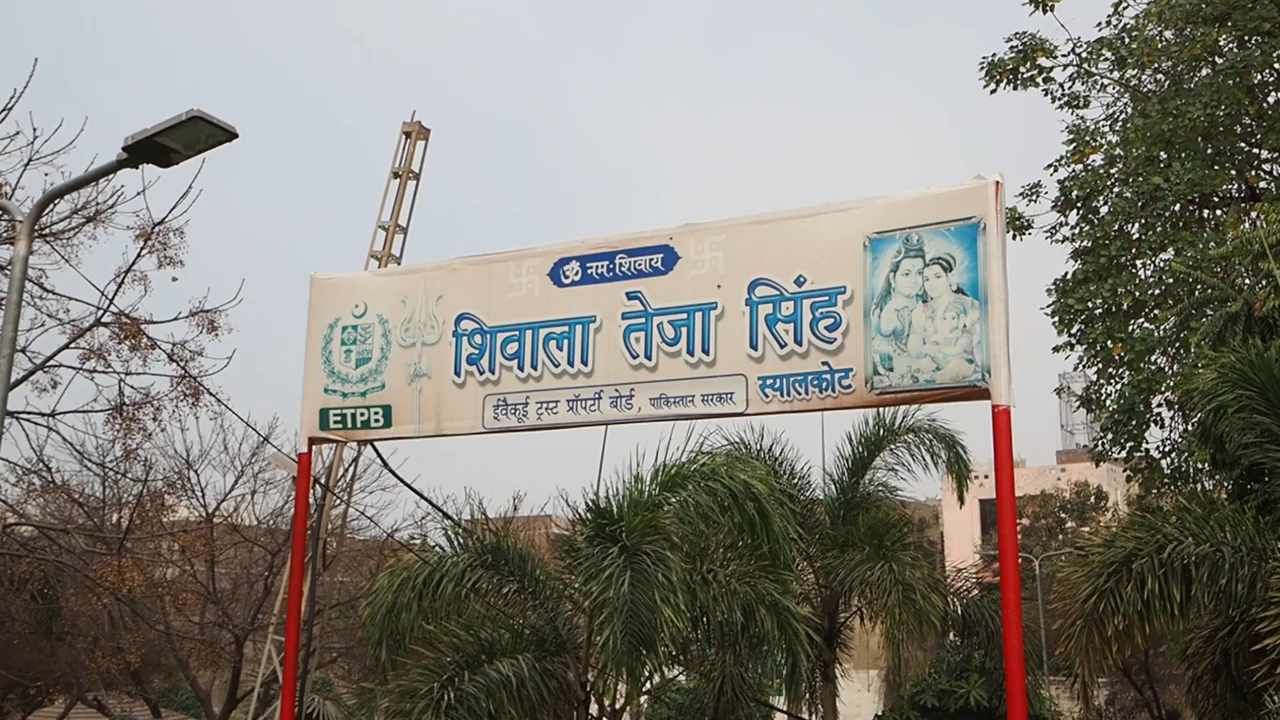 ॐ नम: शिवाय
शिवाला तेजा सिंह
स्यालकोट
ईवैकूई ट्रस्ट प्रॉपर्टी बोर्ड, पाकिस्तान सरकार
ETPB